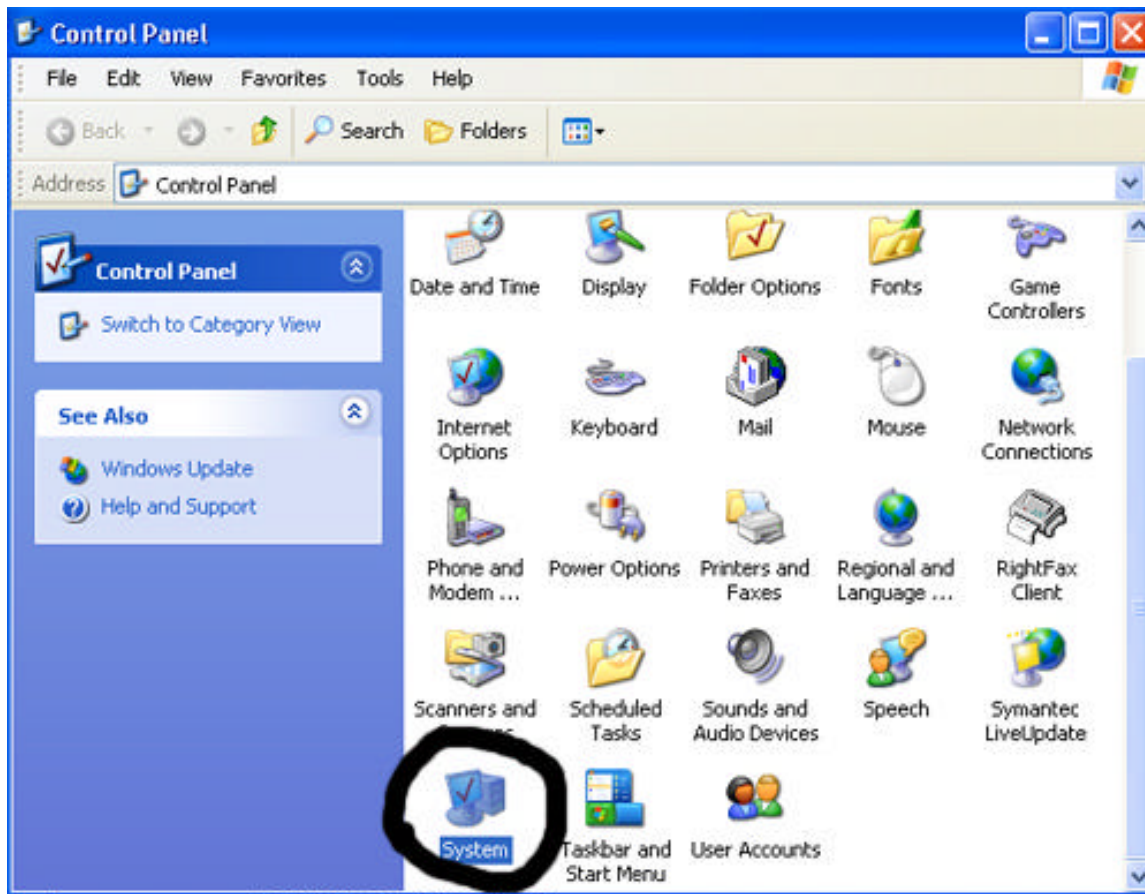 Control Panel
File Edit View Favorites Tools Help
Back Search Folders
Address Control Panel
Control Panel
Switch to Category View
See Also
Windows Update
Help and Support
Date and Time Display Folder Options Fonts Game
Controllers
Internet Keyboard Mail Mouse Network
Options Connections
Phone and Power Options Printers and Regional and RightFax
Modem ... Faxes Language ... Client
Scanners and Scheduled Sounds and Speech Symantec
Tasks Audio Devices LiveUpdate
System Taskbar and User Accounts
Start Menu